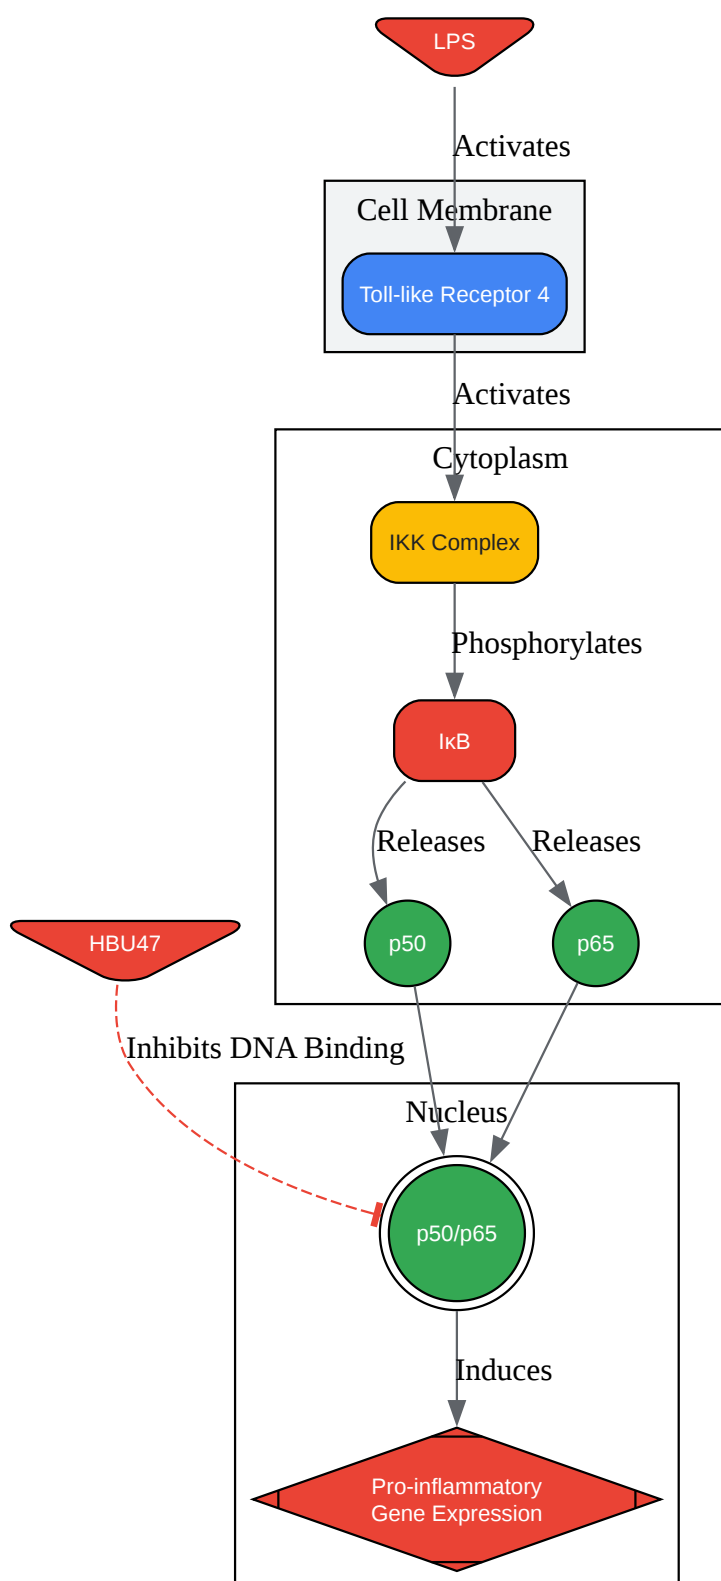 LPS
Activates
Cell Membrane
Toll-like Receptor 4
Activates
Cytoplasm
IKK Complex
Phosphorylates
IκB
Releases
Releases
p50
p65
HBU47
Inhibits DNA Binding
Nucleus
p50/p65
Induces
Pro-inflammatory
Gene Expression